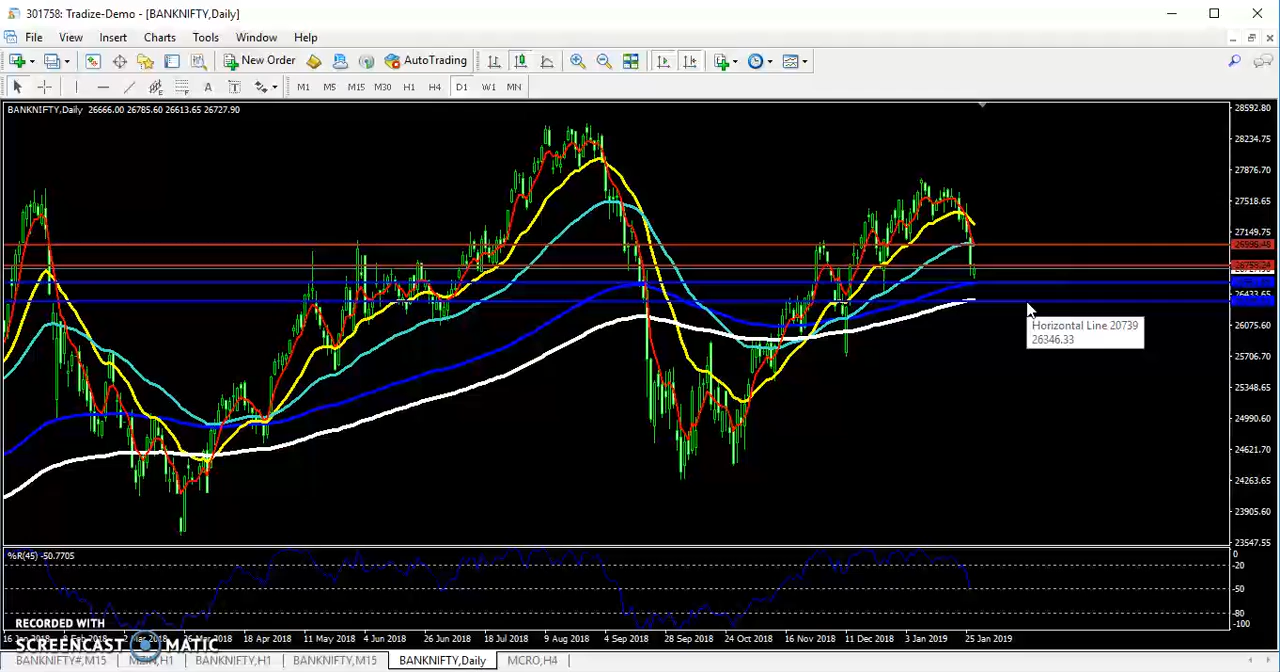 301758: Tradize-Demo - [BANKNIFTY,Daily]
File View Insert Charts Tools Window Help
New Order AutoTrading
A T M1 M5 M15 M30 H1 H4 D1 W1 MN
BANKNIFTY,Daily 26666.00 26785.60 26613.65 26727.90
28592.80
28234.75
27876.70
27518.65
27149.75
26996.48
26433.65
Horizontal Line 20739
26346.33
26075.60
25706.70
25348.65
24990.60
24621.70
24263.65
23905.60
23547.55
%R(45) -50.7705
0
-20
-50
-80
-100
RECORDED WITH
SCREENCAST MATIC
16 Jan 2018 26 Mar 2018 18 Apr 2018 11 May 2018 4 Jun 2018 26 Jun 2018 18 Jul 2018 9 Aug 2018 4 Sep 2018 28 Sep 2018 24 Oct 2018 16 Nov 2018 11 Dec 2018 3 Jan 2019 25 Jan 2019
BANKNIFTY#,M15 BANKNIFTY,H1 BANKNIFTY,M15 BANKNIFTY,Daily MCRO,H4